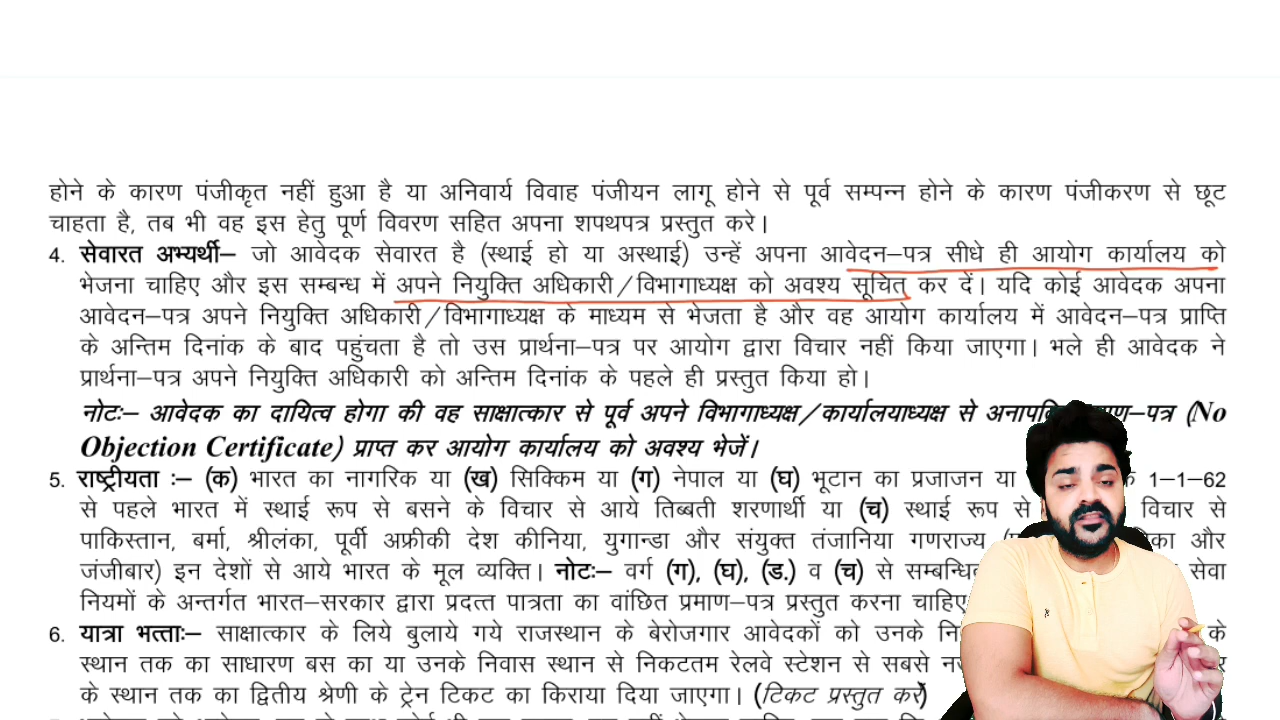 होने के कारण पंजीकृत नहीं हुआ है या अनिवार्य विवाह पंजीयन लागू होने से पूर्व सम्पन्न होने के कारण पंजीकरण से छूट
चाहता है, तब भी वह इस हेतु पूर्ण विवरण सहित अपना शपथपत्र प्रस्तुत करे।
4. सेवारत अभ्यर्थी– जो आवेदक सेवारत है (स्थाई हो या अस्थाई) उन्हें अपना आवेदन–पत्र सीधे ही आयोग कार्यालय को
भेजना चाहिए और इस सम्बन्ध में अपने नियुक्ति अधिकारी/विभागाध्यक्ष को अवश्य सूचित कर दें। यदि कोई आवेदक अपना
आवेदन–पत्र अपने नियुक्ति अधिकारी/विभागाध्यक्ष के माध्यम से भेजता है और वह आयोग कार्यालय में आवेदन–पत्र प्राप्ति
के अन्तिम दिनांक के बाद पहुंचता है तो उस प्रार्थना–पत्र पर आयोग द्वारा विचार नहीं किया जाएगा। भले ही आवेदक ने
प्रार्थना–पत्र अपने नियुक्ति अधिकारी को अन्तिम दिनांक के पहले ही प्रस्तुत किया हो।
नोटः– आवेदक का दायित्व होगा की वह साक्षात्कार से पूर्व अपने विभागाध्यक्ष/कार्यालयाध्यक्ष से –पत्र (No
Objection Certificate) प्राप्त कर आयोग कार्यालय को अवश्य भेजें।
5. राष्ट्रीयता :– (क) भारत का नागरिक या (ख) सिक्किम या (ग) नेपाल या (घ) भूटान का प्रजाजन या 1–1–62
से पहले भारत में स्थाई रूप से बसने के विचार से आये तिब्बती शरणार्थी या (च) स्थाई रूप से विचार से
पाकिस्तान, बर्मा, श्रीलंका, पूर्वी अफ्रीकी देश कीनिया, युगान्डा और संयुक्त तंजानिया गणराज्य और
जंजीबार) इन देशों से आये भारत के मूल व्यक्ति। नोटः– वर्ग (ग), (घ), (ड.) व (च) से सेवा
नियमों के अन्तर्गत भारत–सरकार द्वारा प्रदत्त पात्रता का वांछित प्रमाण–पत्र प्रस्तुत करना चाहिए
6. यात्रा भत्ताः– साक्षात्कार के लिये बुलाये गये राजस्थान के बेरोजगार आवेदकों को उनके के
स्थान तक का साधारण बस का या उनके निवास स्थान से निकटतम रेलवे स्टेशन से सबसे
के स्थान तक का द्वितीय श्रेणी के ट्रेन टिकट का किराया दिया जाएगा। (टिकट प्रस्तुत करें)